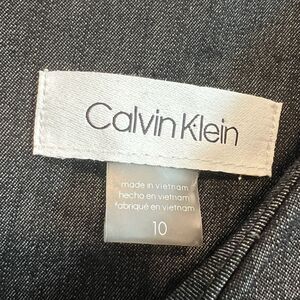 Calvin Klein
made in vietnam
hecho en vietnam
fabriqué en vietnam
10